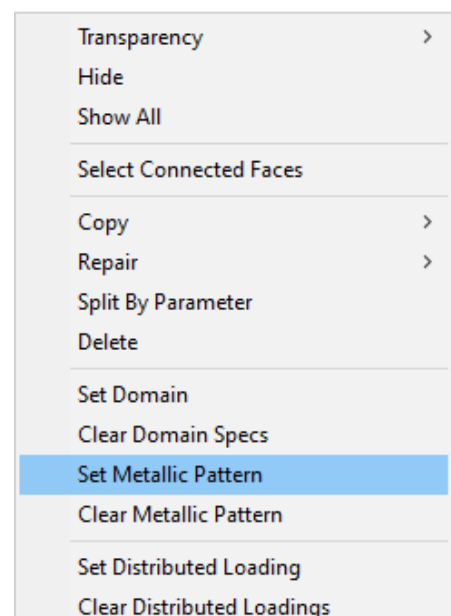 Transparency
Hide
Show All
Select Connected Faces
Copy
Repair
Split By Parameter
Delete
Set Domain
Clear Domain Specs
Set Metallic Pattern
Clear Metallic Pattern
Set Distributed Loading
Clear Distributed Loadings